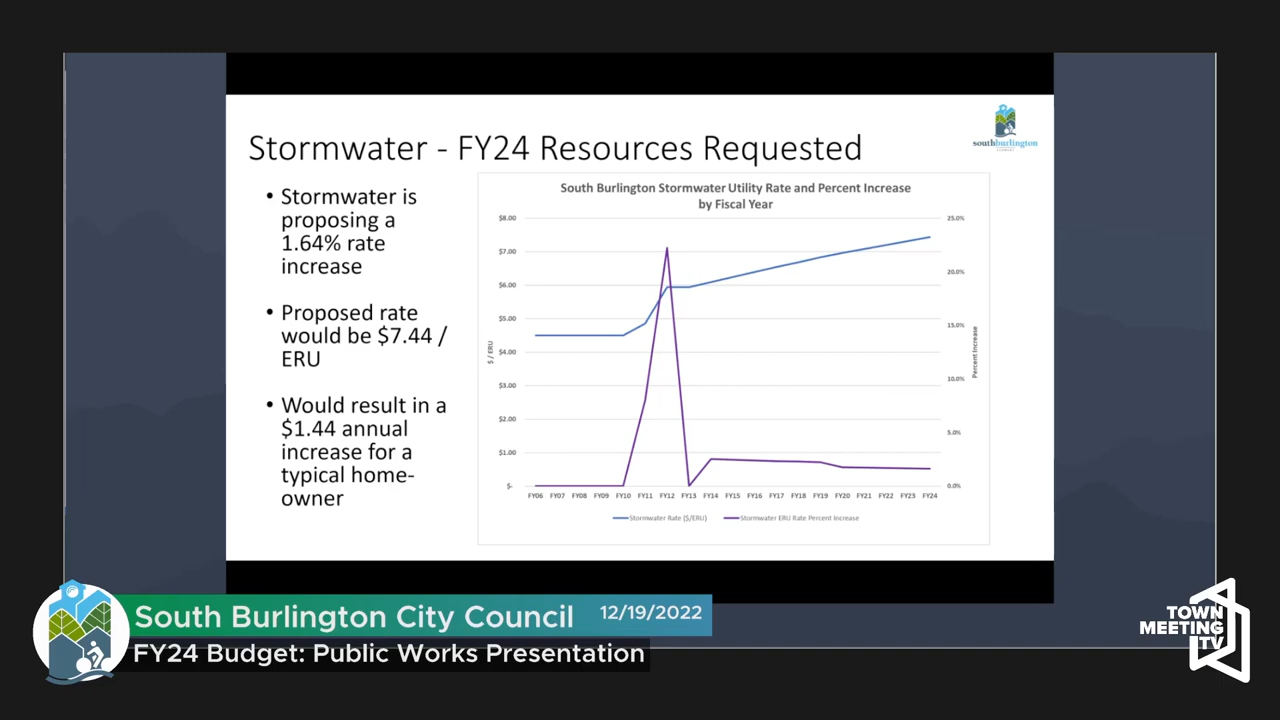 Stormwater - FY24 Resources Requested
southburlington
• Stormwater is
proposing a
1.64% rate
increase
• Proposed rate
would be $7.44 /
ERU
• Would result in a
$1.44 annual
increase for a
typical home-
owner
South Burlington Stormwater Utility Rate and Percent Increase
by Fiscal Year
$8.00
$7.00
$6.00
$5.00
$4.00
$3.00
$2.00
$1.00
$-
$ / ERU
25.0%
20.0%
15.0%
10.0%
5.0%
0.0%
Percent Increase
FY06 FY07 FY08 FY09 FY10 FY11 FY12 FY13 FY14 FY15 FY16 FY17 FY18 FY19 FY20 FY21 FY22 FY23 FY24
Stormwater Rate ($/ERU) Stormwater ERU Rate Percent Increase
South Burlington City Council 12/19/2022
FY24 Budget: Public Works Presentation
TOWN
MEETING
TV